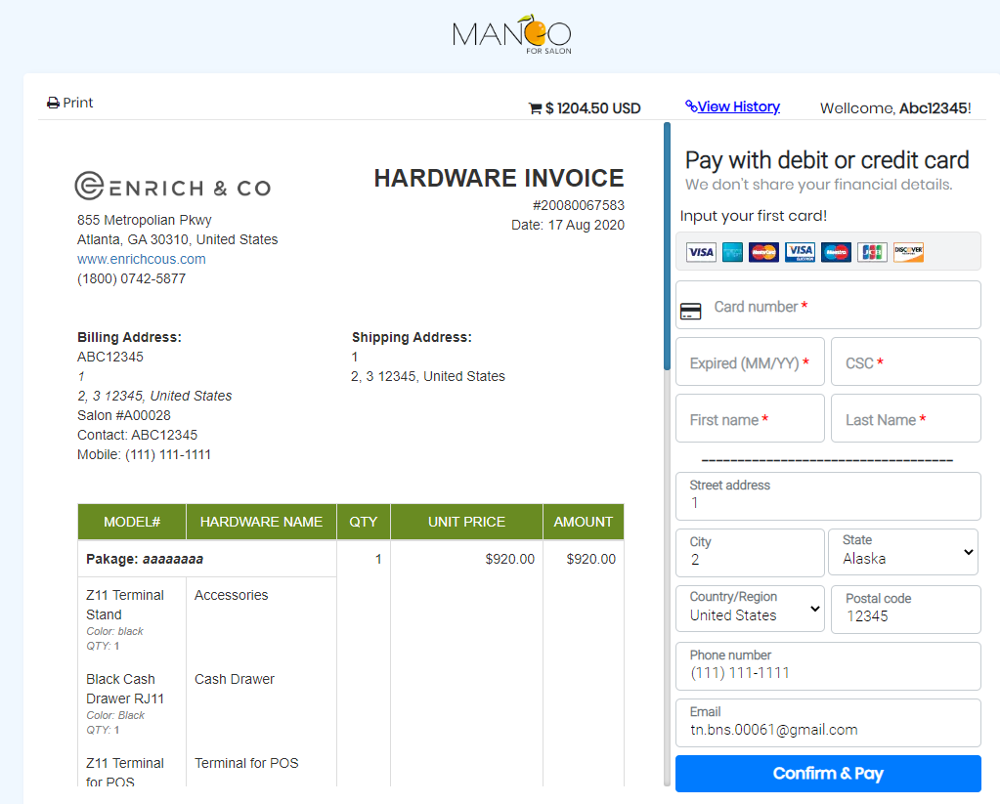 MANGO
FOR SALON
Print
$ 1204.50 USD
View History
Wellcome, Abc12345!
ENRICH & CO
855 Metropolian Pkwy
Atlanta, GA 30310, United States
www.enrichcous.com
(1800) 0742-5877
HARDWARE INVOICE
#20080067583
Date: 17 Aug 2020
Billing Address:
ABC12345
1
2, 3 12345, United States
Salon #A00028
Contact: ABC12345
Mobile: (111) 111-1111
Shipping Address:
1
2, 3 12345, United States
MODEL# HARDWARE NAME QTY UNIT PRICE AMOUNT
Pakage: aaaaaaaa 1 $920.00 $920.00
Z11 Terminal Accessories
Stand
Color: black
QTY: 1
Black Cash Cash Drawer
Drawer RJ11
Color: Black
QTY: 1
Z11 Terminal Terminal for POS
for POS
Pay with debit or credit card
We don't share your financial details.
Input your first card!
VISA MasterCard VISA ELECTRON Maestro JCB DISCOVER
Card number *
Expired (MM/YY) * CSC *
First name * Last Name *
-----------------------------------
Street address
1
City
2
State
Alaska
Country/Region
United States
Postal code
12345
Phone number
(111) 111-1111
Email
tn.bns.00061@gmail.com
Confirm & Pay